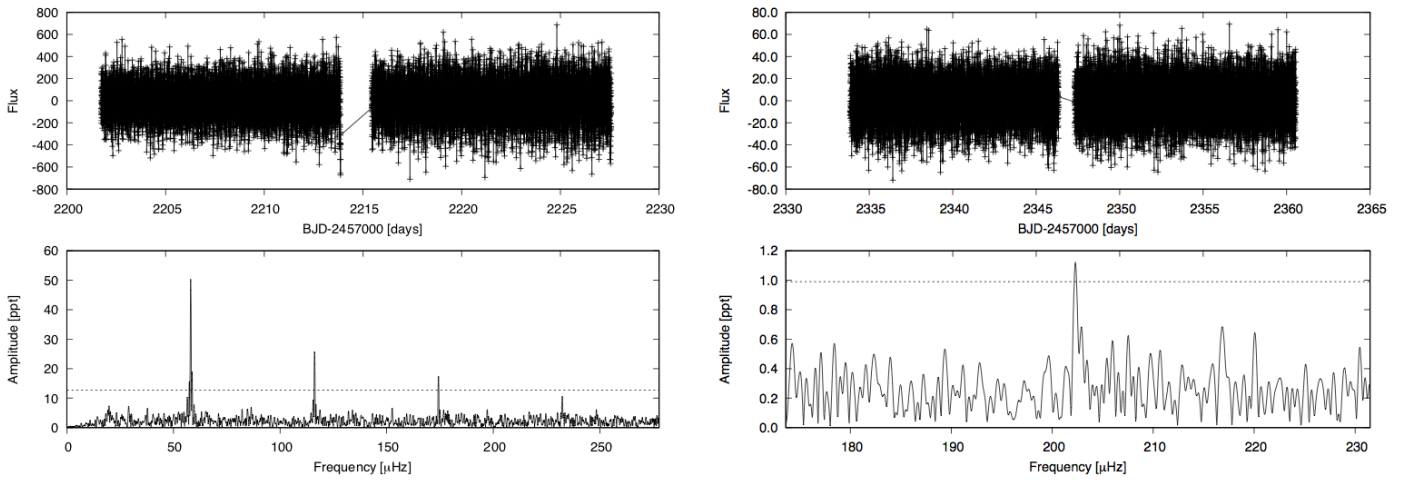 800
600
400
200
0
-200
-400
-600
-800
Flux
2200 2205 2210 2215 2220 2225 2230
BJD-2457000 [days]
80.0
60.0
40.0
20.0
0.0
-20.0
-40.0
-60.0
-80.0
Flux
2330 2335 2340 2345 2350 2355 2360 2365
BJD-2457000 [days]
60
50
40
30
20
10
0
Amplitude [ppt]
0 50 100 150 200 250
Frequency [μHz]
1.2
1.0
0.8
0.6
0.4
0.2
0.0
Amplitude [ppt]
180 190 200 210 220 230
Frequency [μHz]